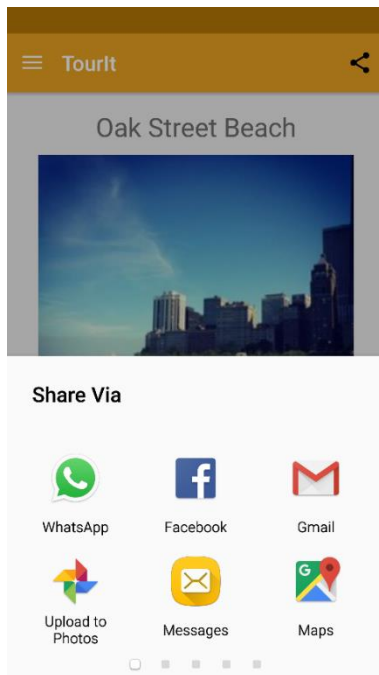 TourIt
Oak Street Beach
Share Via
WhatsApp
Facebook
Gmail
Upload to
Photos
Messages
G
Maps